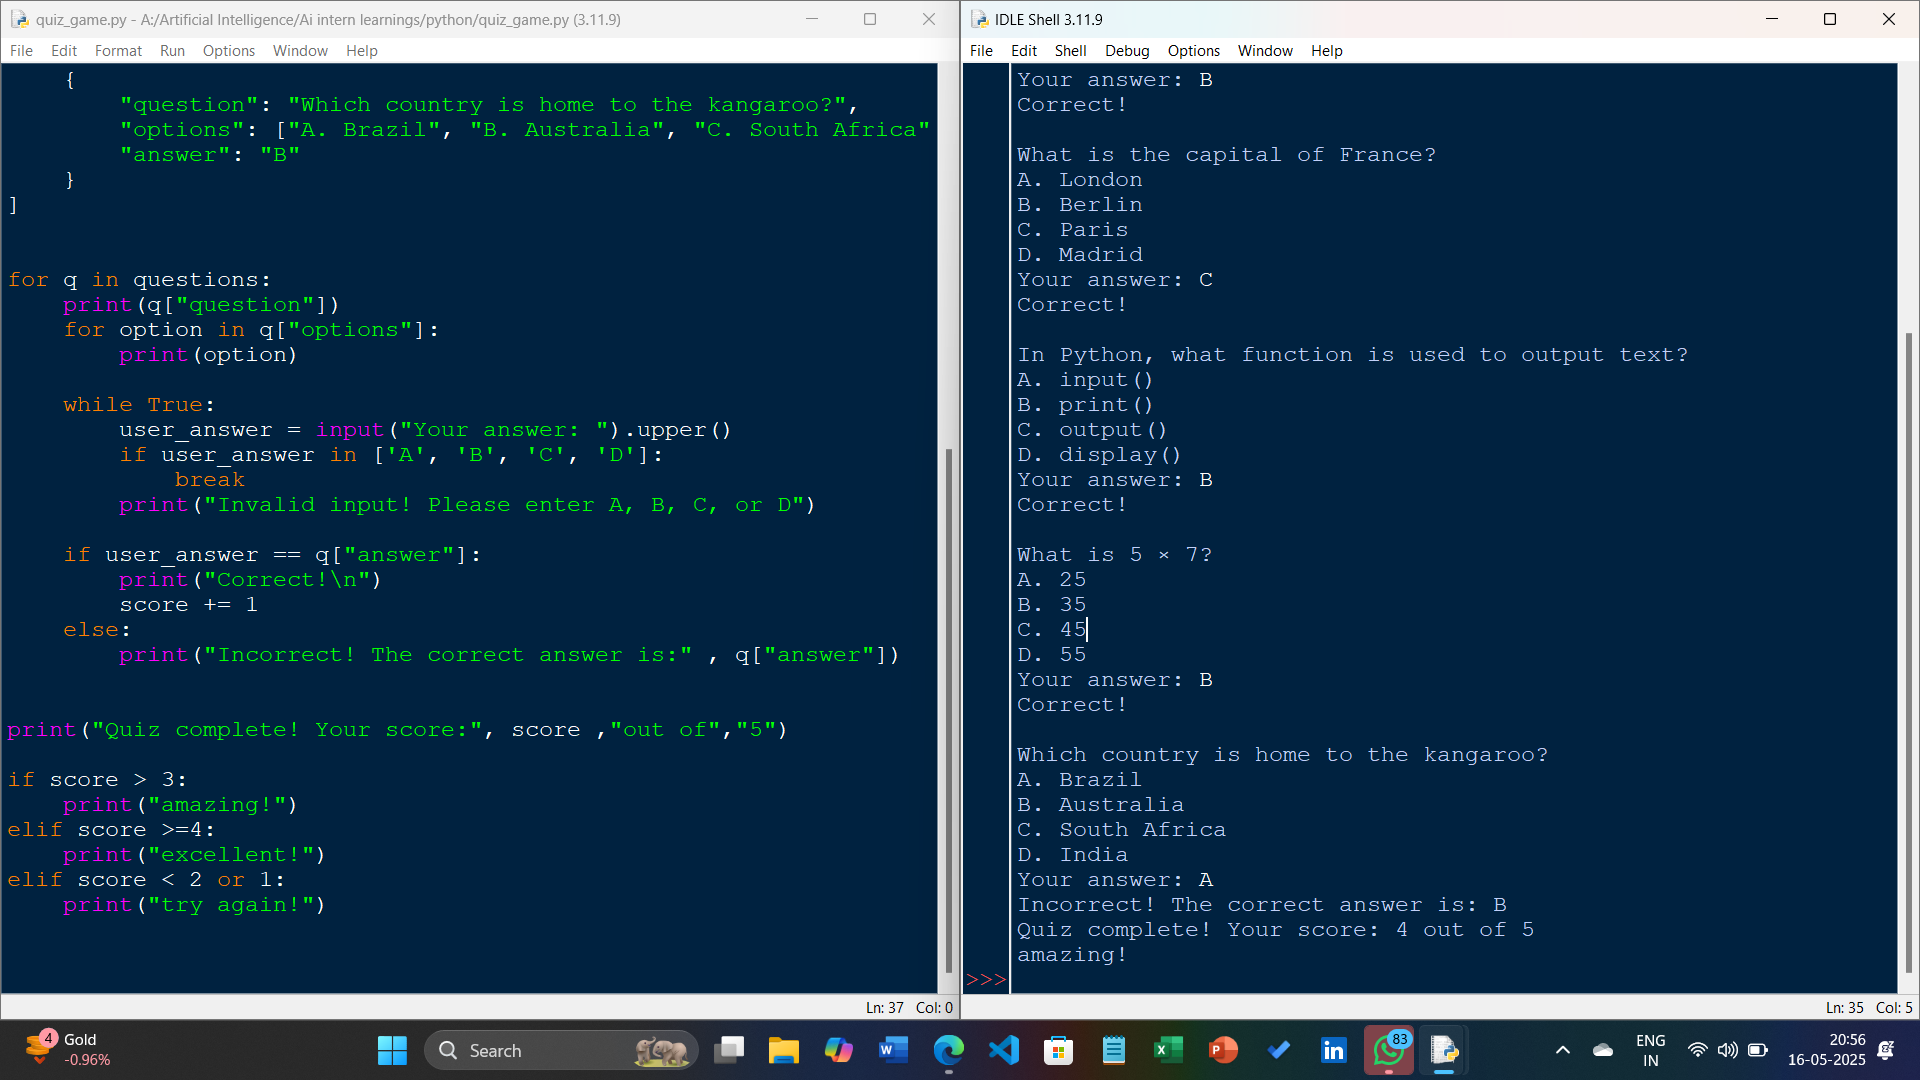 quiz_game.py - A:/Artificial Intelligence/Ai intern learnings/python/quiz_game.py (3.11.9)
File Edit Format Run Options Window Help
    {
        "question": "Which country is home to the kangaroo?",
        "options": ["A. Brazil", "B. Australia", "C. South Africa"
        "answer": "B"
    }
]
for q in questions:
    print(q["question"])
    for option in q["options"]:
        print(option)
    while True:
        user_answer = input("Your answer: ").upper()
        if user_answer in ['A', 'B', 'C', 'D']:
            break
        print("Invalid input! Please enter A, B, C, or D")
    if user_answer == q["answer"]:
        print("Correct!\n")
        score += 1
    else:
        print("Incorrect! The correct answer is:" , q["answer"])
print("Quiz complete! Your score:", score ,"out of","5")
if score > 3:
    print("amazing!")
elif score >=4:
    print("excellent!")
elif score < 2 or 1:
    print("try again!")
Ln: 37 Col: 0
IDLE Shell 3.11.9
File Edit Shell Debug Options Window Help
Your answer: B
Correct!
What is the capital of France?
A. London
B. Berlin
C. Paris
D. Madrid
Your answer: C
Correct!
In Python, what function is used to output text?
A. input()
B. print()
C. output()
D. display()
Your answer: B
Correct!
What is 5 × 7?
A. 25
B. 35
C. 45
D. 55
Your answer: B
Correct!
Which country is home to the kangaroo?
A. Brazil
B. Australia
C. South Africa
D. India
Your answer: A
Incorrect! The correct answer is: B
Quiz complete! Your score: 4 out of 5
amazing!
>>>
Ln: 35 Col: 5
4
Gold
-0.96%
Search
83
ENG
IN
20:56
16-05-2025